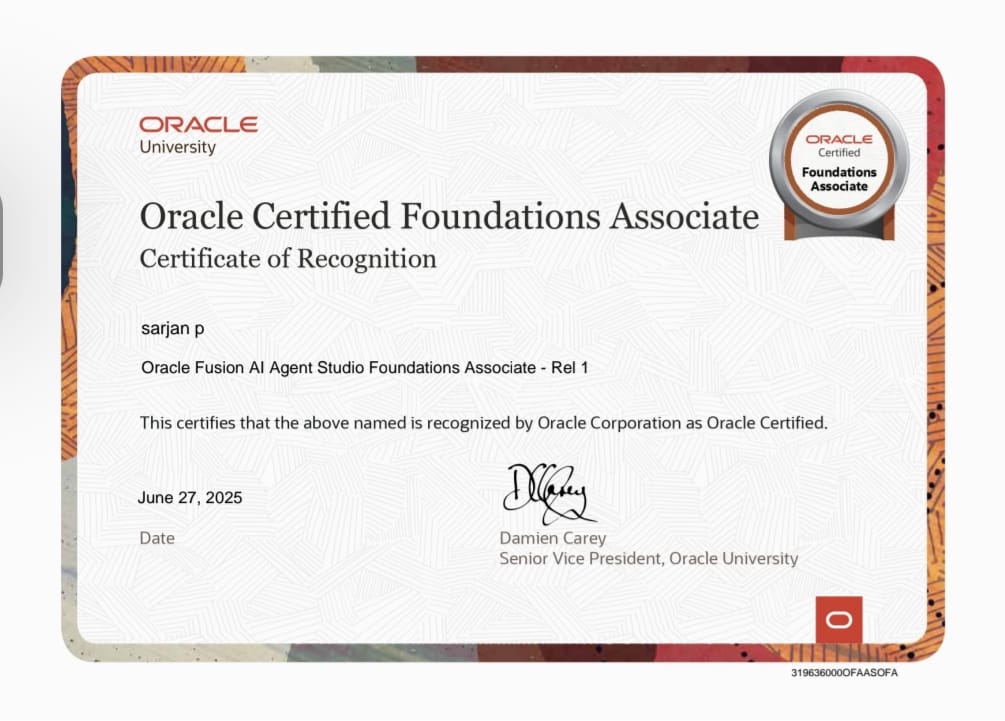 ORACLE
University
ORACLE
Certified
Foundations
Associate
Oracle Certified Foundations Associate
Certificate of Recognition
sarjan p
Oracle Fusion AI Agent Studio Foundations Associate - Rel 1
This certifies that the above named is recognized by Oracle Corporation as Oracle Certified.
June 27, 2025
Date
DCarey
Damien Carey
Senior Vice President, Oracle University
319636000OFAASOFA